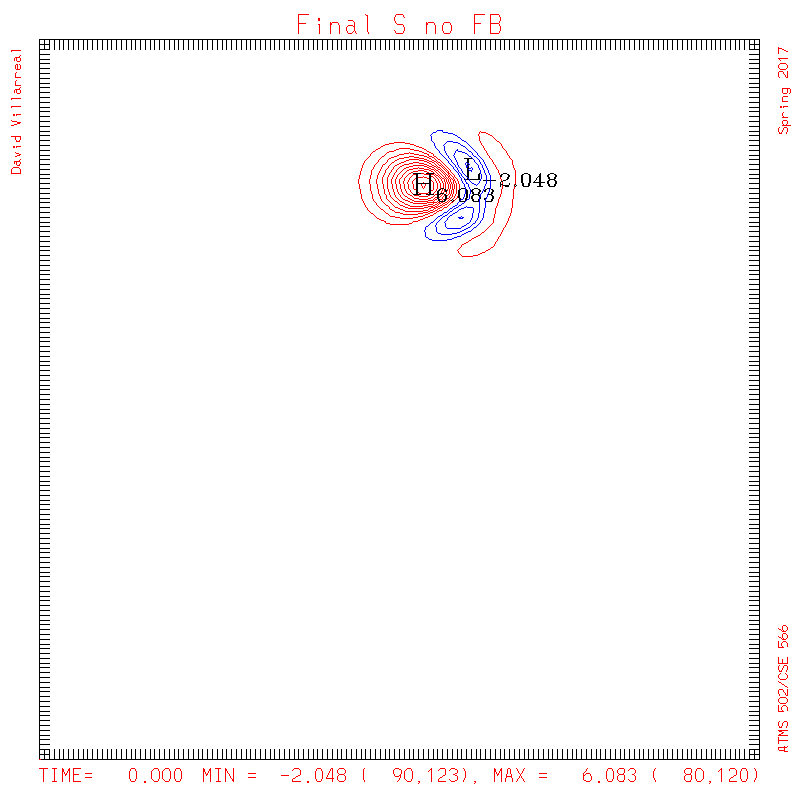 Final S no FB
David Villarreal
Spring 2017
H
6.083
L
-2.048
ATMS 502/CSE 566
TIME= 0.000 MIN = -2.048 ( 90,123), MAX = 6.083 ( 80,120)